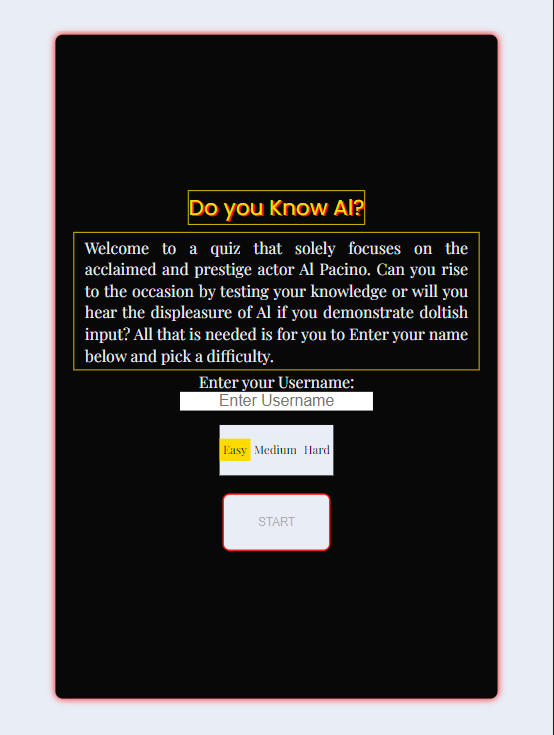 Do you Know Al?
Welcome to a quiz that solely focuses on the
acclaimed and prestige actor Al Pacino. Can you rise
to the occasion by testing your knowledge or will you
hear the displeasure of Al if you demonstrate doltish
input? All that is needed is for you to Enter your name
below and pick a difficulty.
Enter your Username:
Enter Username
Easy Medium Hard
START